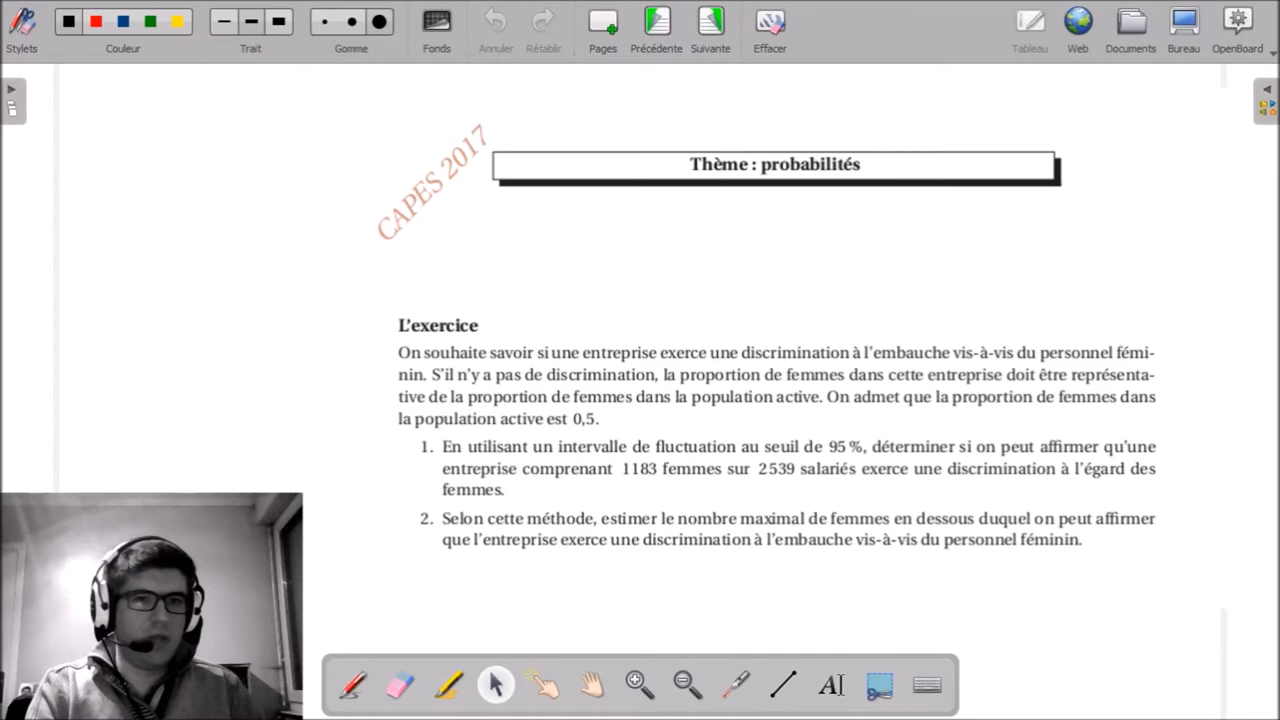 Stylets
Couleur
Trait
Gomme
Fonds
Annuler
Rétablir
Pages
Précédente
Suivante
Effacer
Tableau
Web
Documents
Bureau
OpenBoard
CAPES 2017
Thème : probabilités
L'exercice
On souhaite savoir si une entreprise exerce une discrimination à l'embauche vis-à-vis du personnel fémi-
nin. S'il n'y a pas de discrimination, la proportion de femmes dans cette entreprise doit être représenta-
tive de la proportion de femmes dans la population active. On admet que la proportion de femmes dans
la population active est 0,5.
1. En utilisant un intervalle de fluctuation au seuil de 95 %, déterminer si on peut affirmer qu'une
entreprise comprenant 1183 femmes sur 2539 salariés exerce une discrimination à l'égard des
femmes.
2. Selon cette méthode, estimer le nombre maximal de femmes en dessous duquel on peut affirmer
que l'entreprise exerce une discrimination à l'embauche vis-à-vis du personnel féminin.
AI